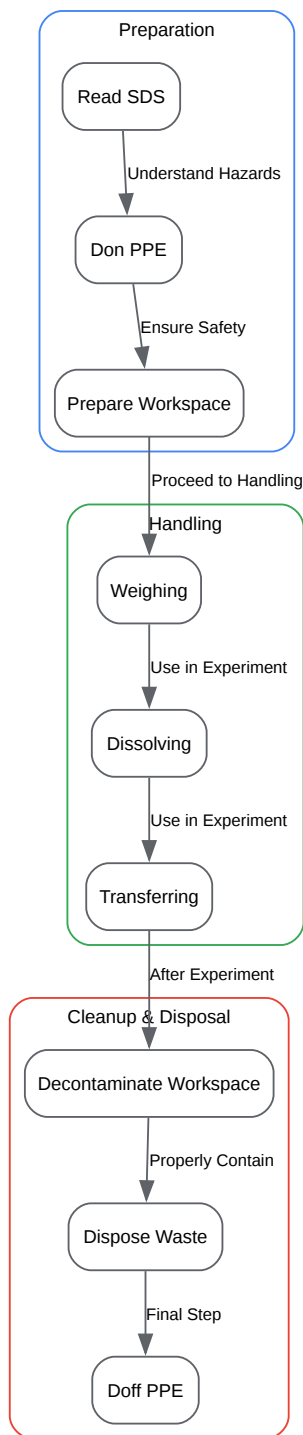 Preparation
Read SDS
Understand Hazards
Don PPE
Ensure Safety
Prepare Workspace
Proceed to Handling
Handling
Weighing
Use in Experiment
Dissolving
Use in Experiment
Transferring
After Experiment
Cleanup & Disposal
Decontaminate Workspace
Properly Contain
Dispose Waste
Final Step
Doff PPE